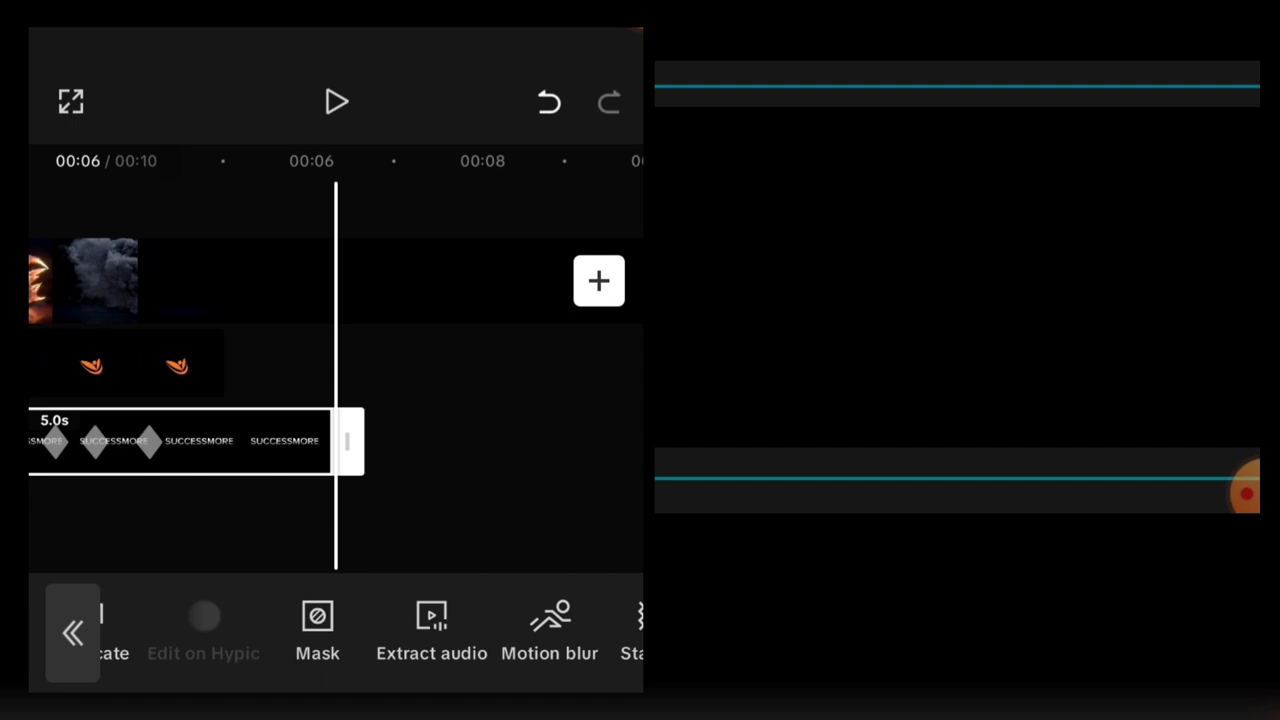 00:06 / 00:10 00:06 00:08
5.0s
SUCCESSMORE SUCCESSMORE SUCCESSMORE
cate Edit on Hypic Mask Extract audio Motion blur Sta